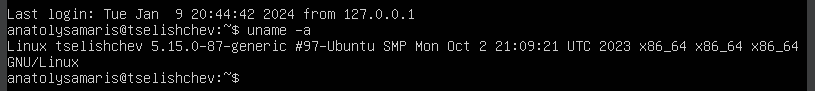 Last login: Tue Jan  9 20:44:42 2024 from 127.0.0.1
anatolysamaris@tselishchev:~$ uname -a
Linux tselishchev 5.15.0-87-generic #97-Ubuntu SMP Mon Oct 2 21:09:21 UTC 2023 x86_64 x86_64 x86_64
GNU/Linux
anatolysamaris@tselishchev:~$